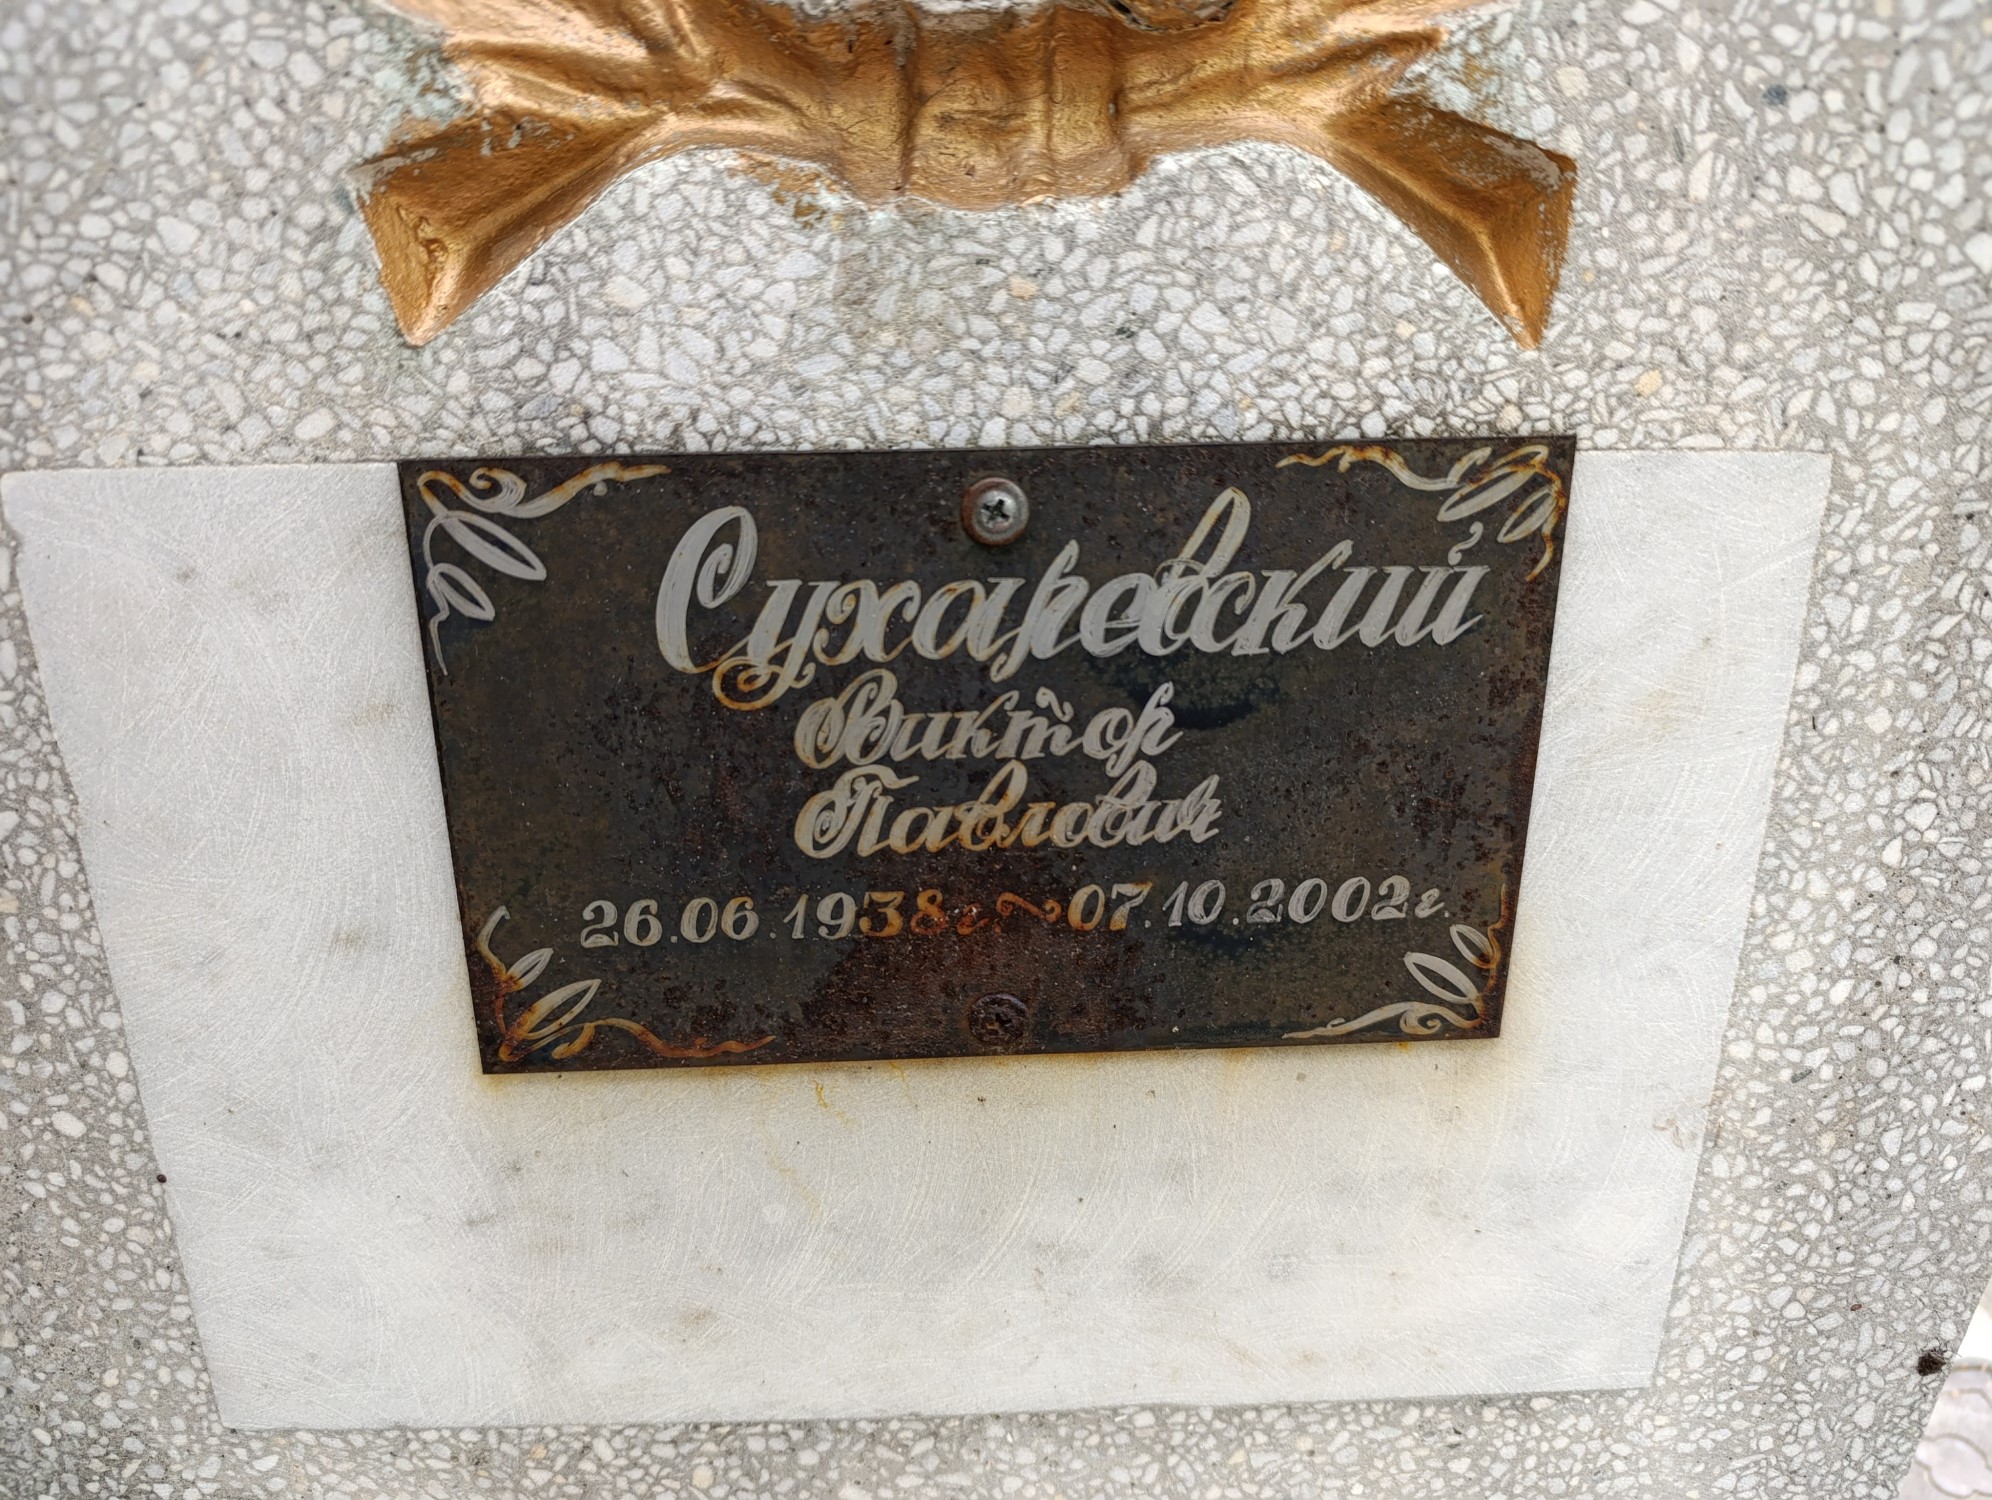 Сухаревский
Виктор
Павлович
26.06.1938г. ~ 07.10.2002г.